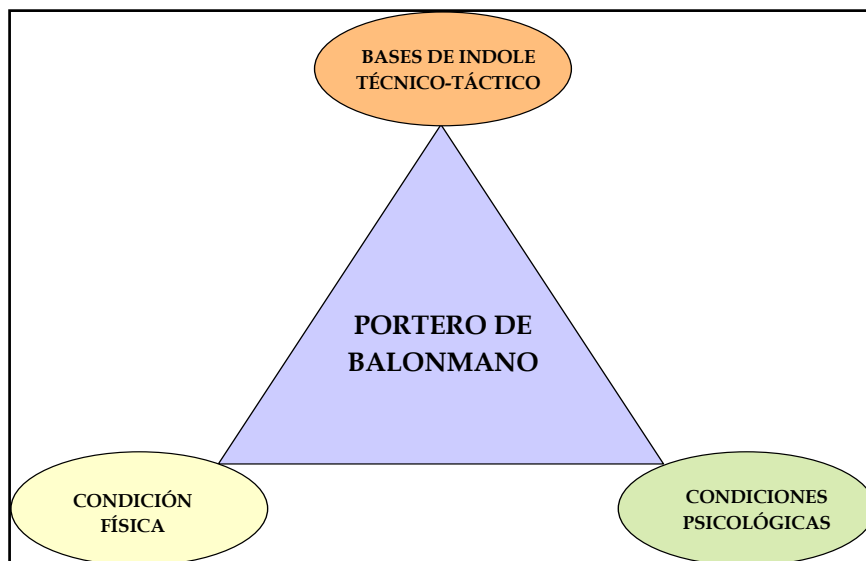 BASES DE INDOLE
TÉCNICO-TÁCTICO
PORTERO DE
BALONMANO
CONDICIÓN
FÍSICA
CONDICIONES
PSICOLÓGICAS